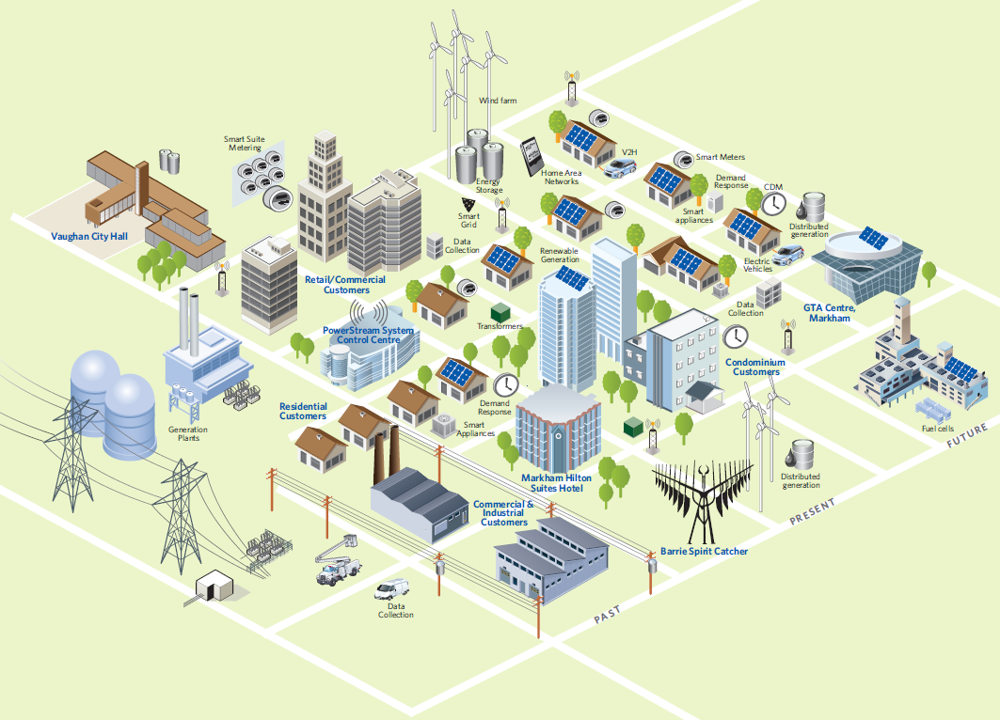 Wind farm
Smart Suite
Metering
V2H
Smart Meters
Home Area
Networks
Energy
Storage
Demand
Response
CDM
Smart
appliances
Smart
Grid
Distributed
generation
Vaughan City Hall
Data
Collection
Renewable
Generation
Electric
Vehicles
Retail/Commercial
Customers
Data
Collection
GTA Centre,
Markham
Transformers
PowerStream System
Control Centre
Condominium
Customers
Residential
Customers
Demand
Response
Smart
Appliances
Generation
Plants
Fuel cells
FUTURE
Markham Hilton
Suites Hotel
Distributed
generation
Commercial &
Industrial
Customers
PRESENT
Barrie Spirit Catcher
Data
Collection
PAST